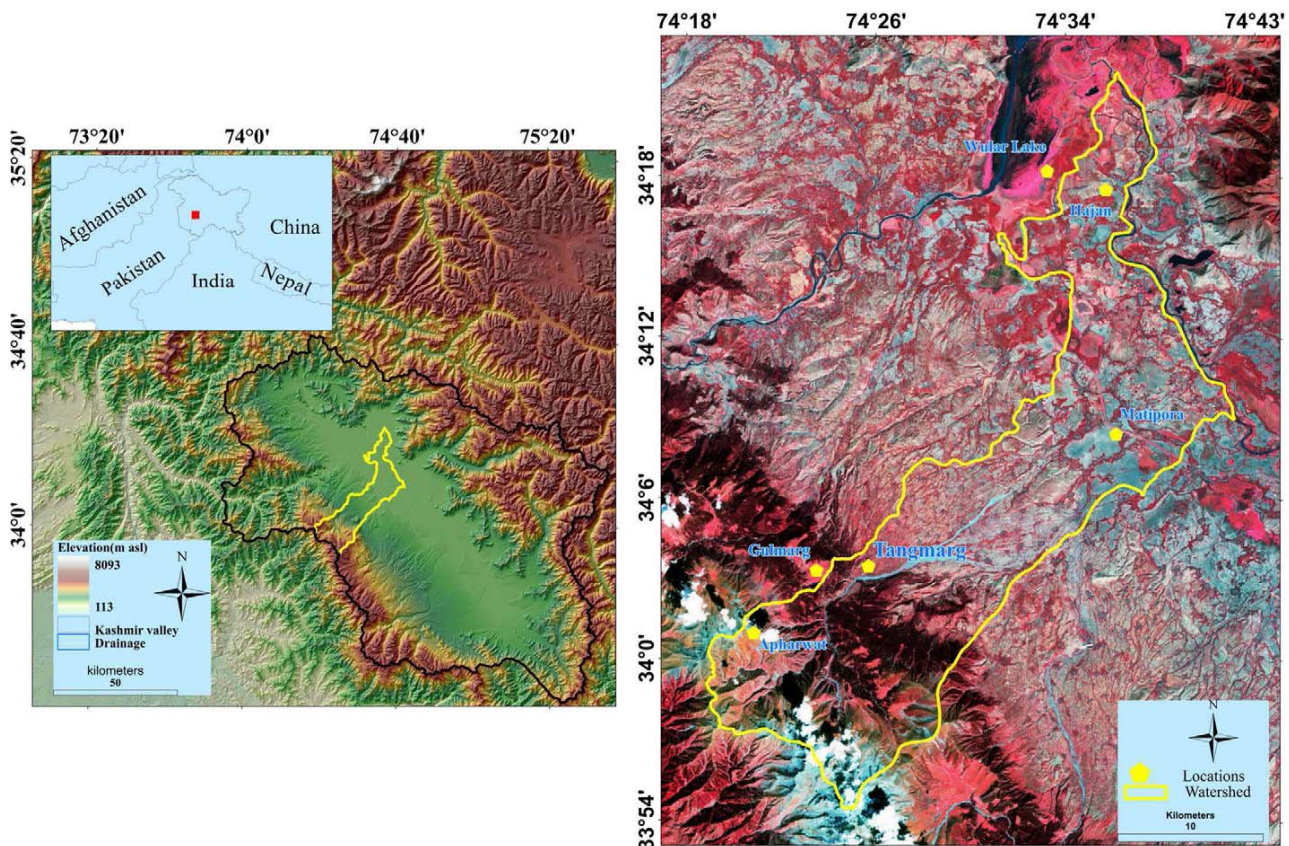 73°20'
74°0'
74°40'
75°20'
35°20'
34°40'
34°0'
Afghanistan
China
Pakistan
India
Nepal
Elevation(m asl)
8093
113
N
Kashmir valley
Drainage
kilometers
50
74°18'
74°26'
74°34'
74°43'
34°18'
34°12'
34°6'
34°0'
33°54'
Wular Lake
Hajan
Matipora
Gulmarg
Tangmarg
Apharwat
N
Locations
Watershed
Kilometers
10